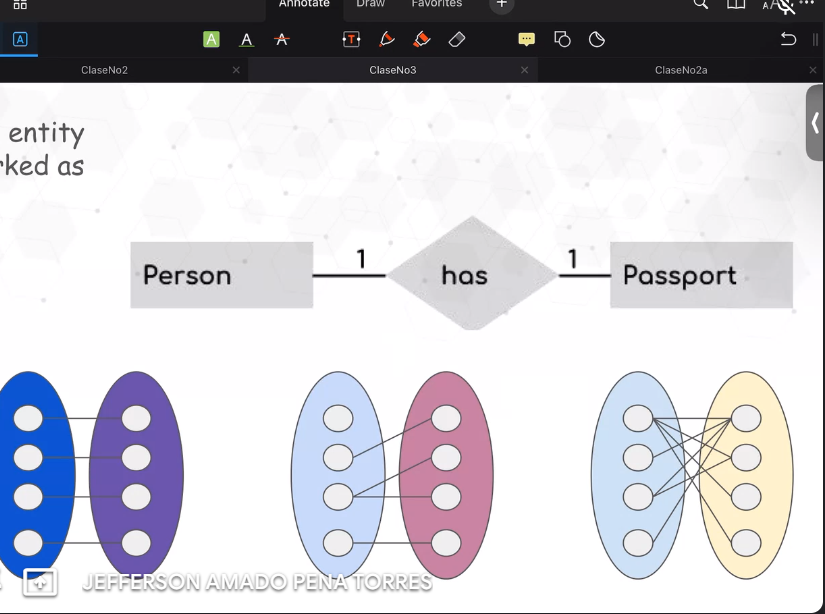 Annotate Draw Favorites
A A A T
ClaseNo2 ClaseNo3 ClaseNo2a
entity
rked as
Person 1 has 1 Passport
JEFFERSON AMADO PENA TORRES